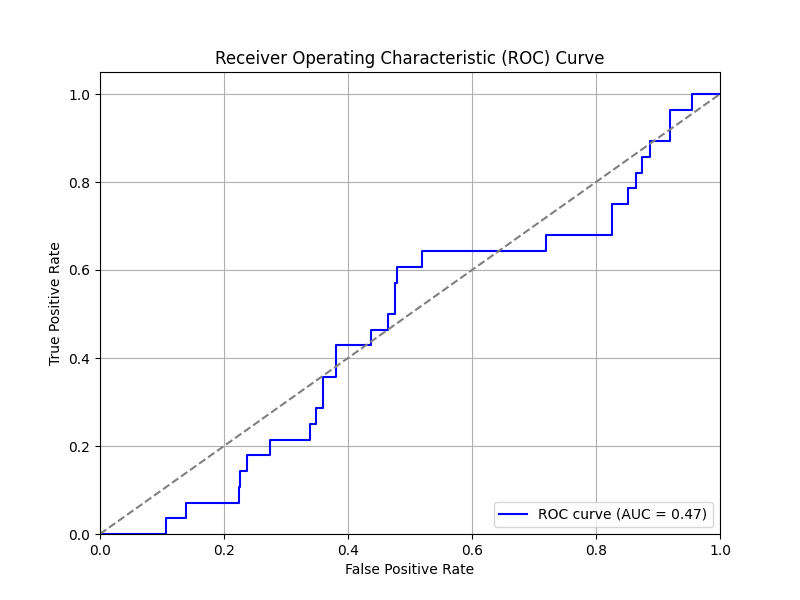 Receiver Operating Characteristic (ROC) Curve
1.0
0.8
0.6
0.4
0.2
0.0
True Positive Rate
ROC curve (AUC = 0.47)
0.0 0.2 0.4 0.6 0.8 1.0
False Positive Rate